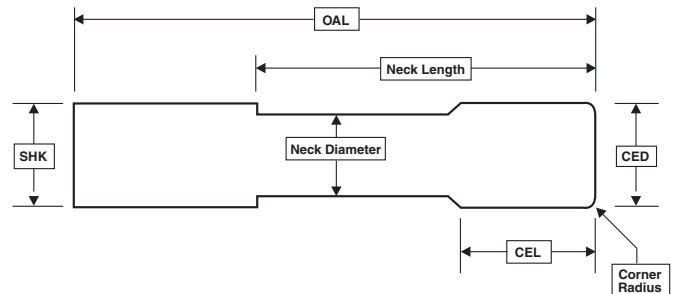 OAL
Neck Length
SHK
Neck Diameter
CED
CEL
Corner
Radius